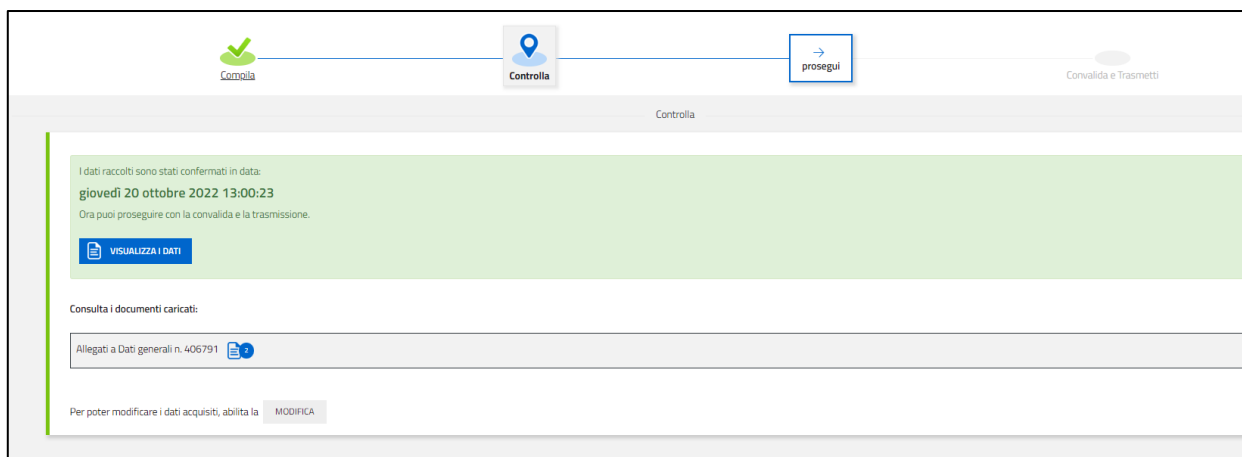 Compila
Controlla
→
prosegui
Convalida e Trasmetti
Controlla
I dati raccolti sono stati confermati in data:
giovedì 20 ottobre 2022 13:00:23
Ora puoi proseguire con la convalida e la trasmissione.
VISUALIZZA I DATI
Consulta i documenti caricati:
Allegati a Dati generali n. 406791 2
Per poter modificare i dati acquisiti, abilita la MODIFICA